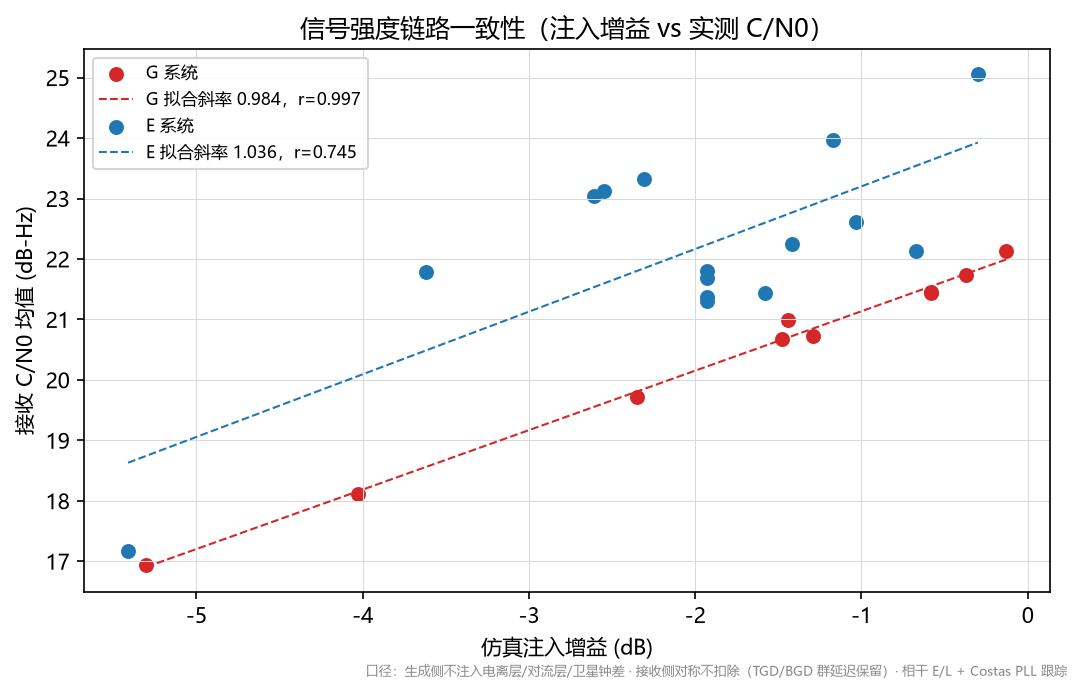 信号强度链路一致性（注入增益 vs 实测 C/N0）
G 系统
G 拟合斜率 0.984，r=0.997
E 系统
E 拟合斜率 1.036，r=0.745
接收 C/N0 均值 (dB-Hz)
25
24
23
22
21
20
19
18
17
-5
-4
-3
-2
-1
0
仿真注入增益 (dB)
口径：生成侧不注入电离层/对流层/卫星钟差 · 接收侧对称不扣除（TGD/BGD 群延迟保留）· 相干 E/L + Costas PLL 跟踪